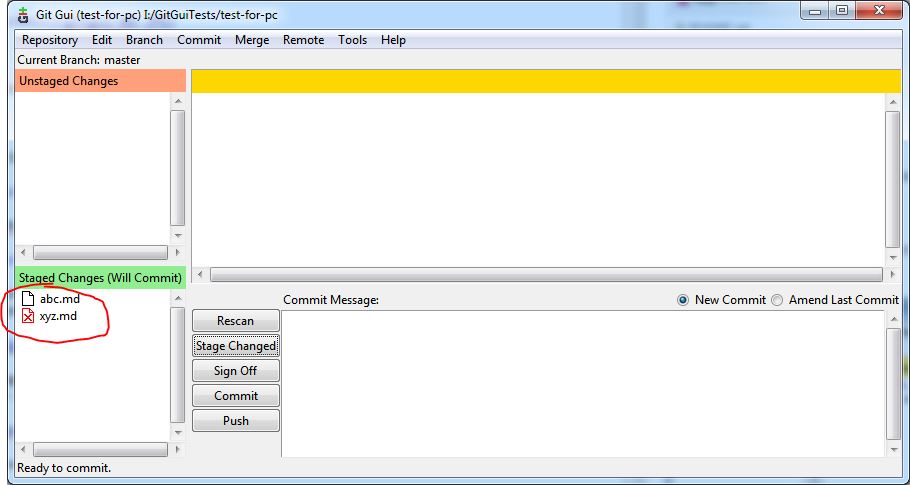 Git Gui (test-for-pc) I:/GitGuiTests/test-for-pc
Repository Edit Branch Commit Merge Remote Tools Help
Current Branch: master
Unstaged Changes
Staged Changes (Will Commit)
abc.md
xyz.md
Commit Message: New Commit Amend Last Commit
Rescan
Stage Changed
Sign Off
Commit
Push
Ready to commit.